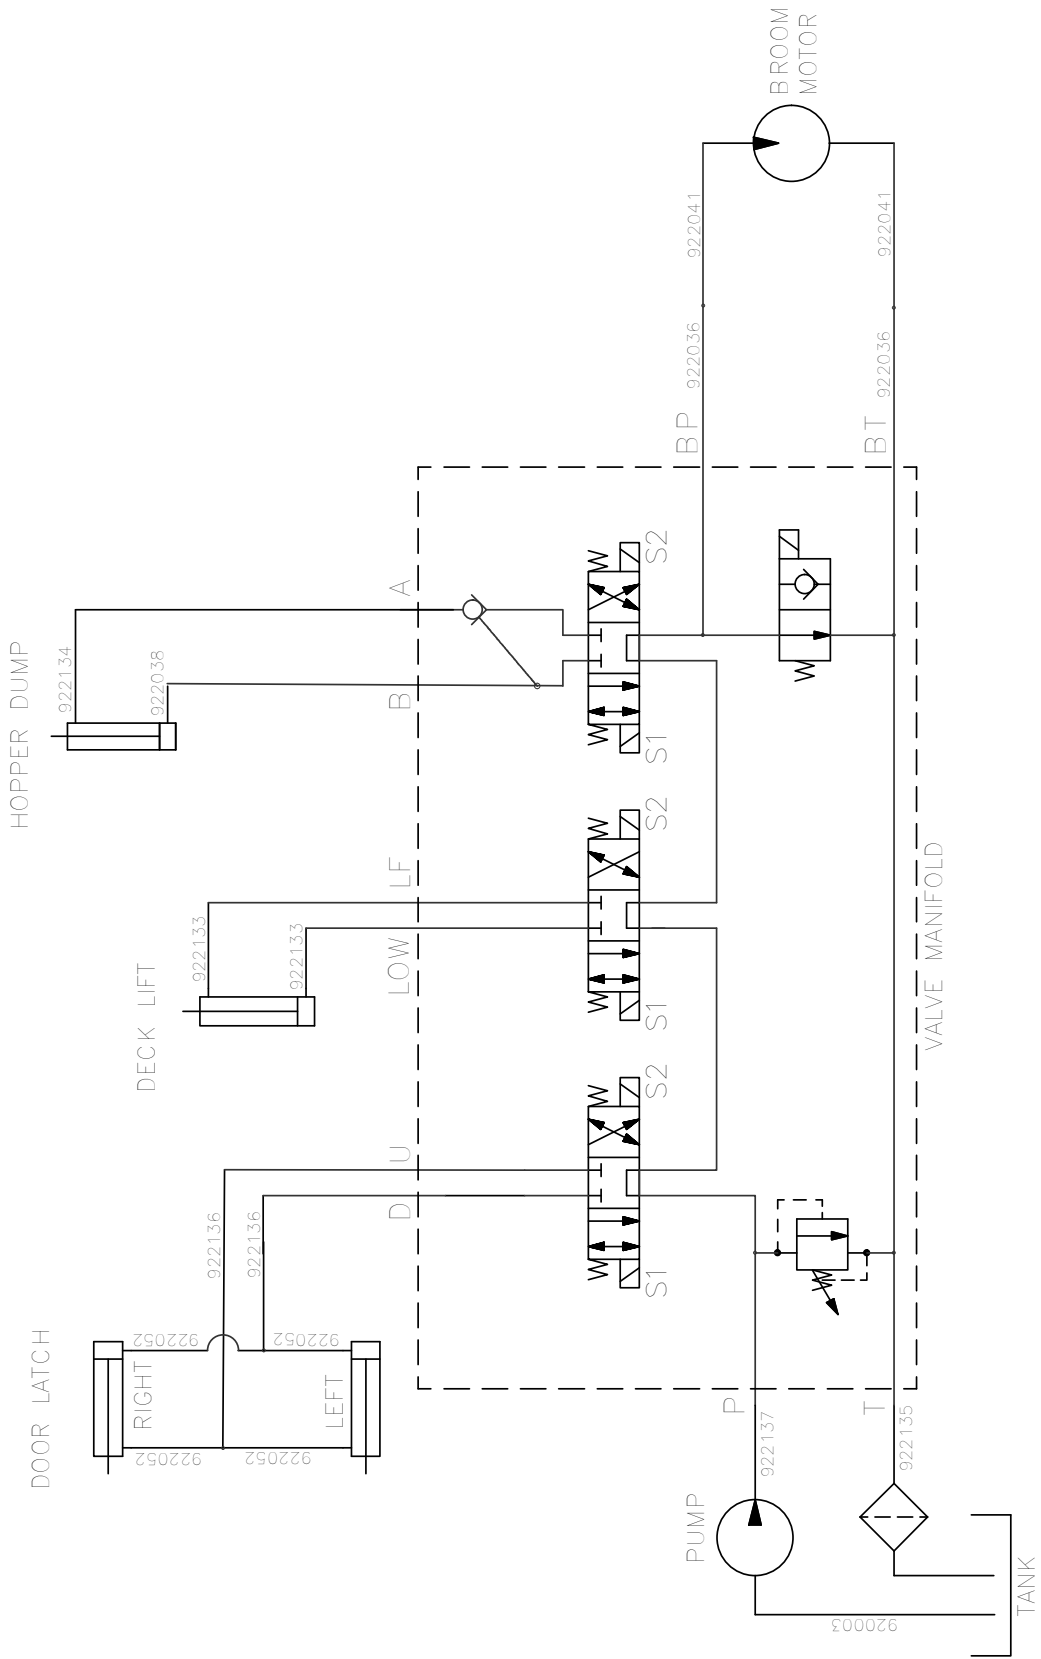 DOOR LATCH
RIGHT
LEFT
922052
922052
922052
922052
922136
922136
DECK LIFT
922133
922133
HOPPER DUMP
922134
922038
D
U
LOW
LF
B
A
S1
S2
S1
S2
S1
S2
BP
BT
922036
922036
922041
922041
BROOM
MOTOR
VALVE MANIFOLD
P
T
922137
922135
PUMP
920003
TANK